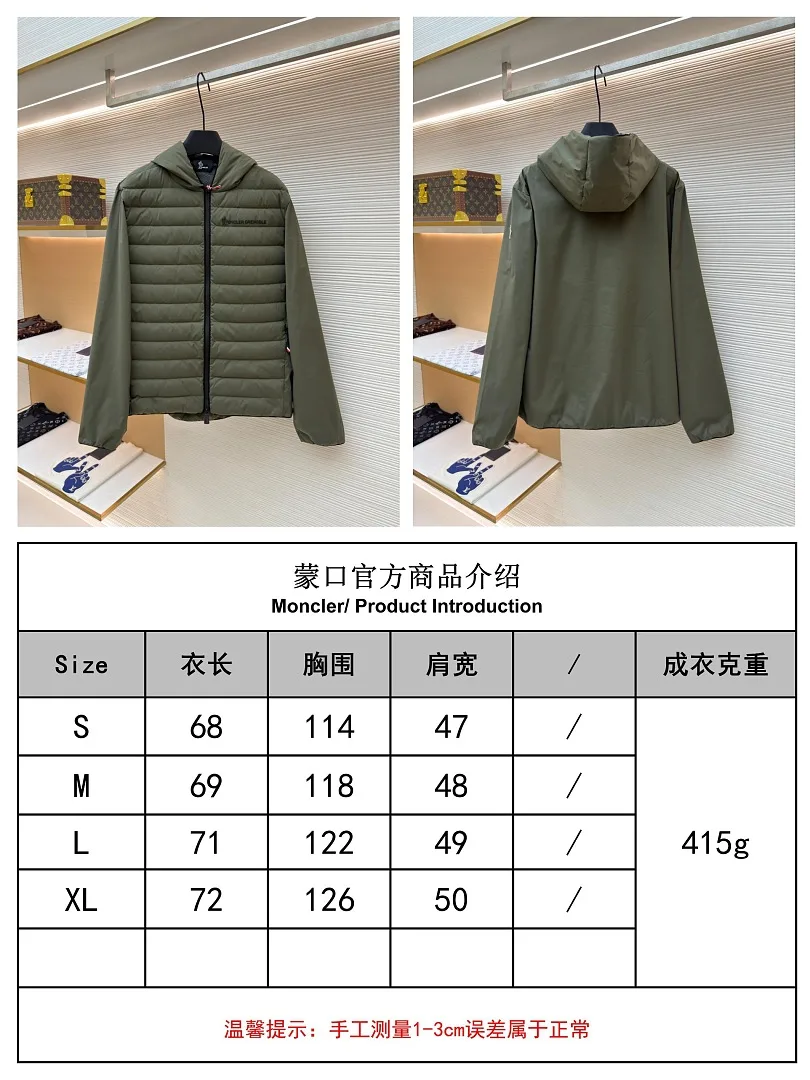 蒙口官方商品介绍
Moncler/ Product Introduction
Size 衣长 胸围 肩宽 / 成衣克重
S 68 114 47 /
M 69 118 48 /
L 71 122 49 /
415g
XL 72 126 50 /
温馨提示：手工测量1-3cm误差属于正常